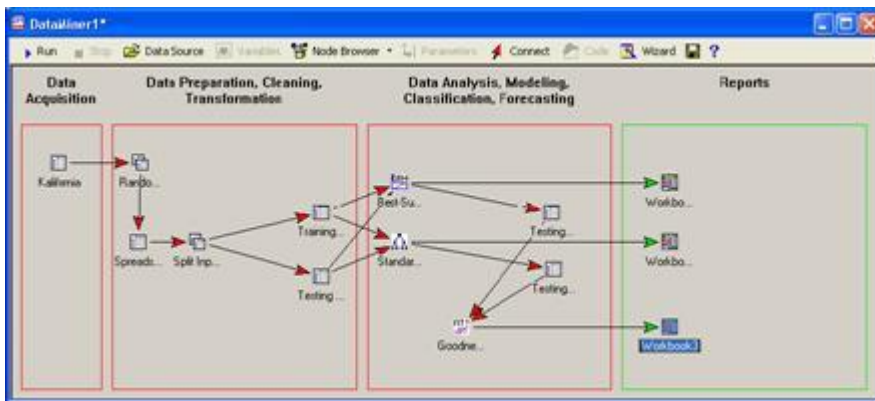 DataMiner1*
Run Stop Data Source Variables Node Browser Parameters Connect Code Wizard ?
Data
Acquisition
Data Preparation, Cleaning,
Transformation
Data Analysis, Modeling,
Classification, Forecasting
Reports
Kalifornia
Rando...
Best-Su...
Workbo...
Training...
Testing...
Spreads...
Split Inp...
Standar...
Workbo...
Testing ...
Testing...
Goodne...
Workbook3